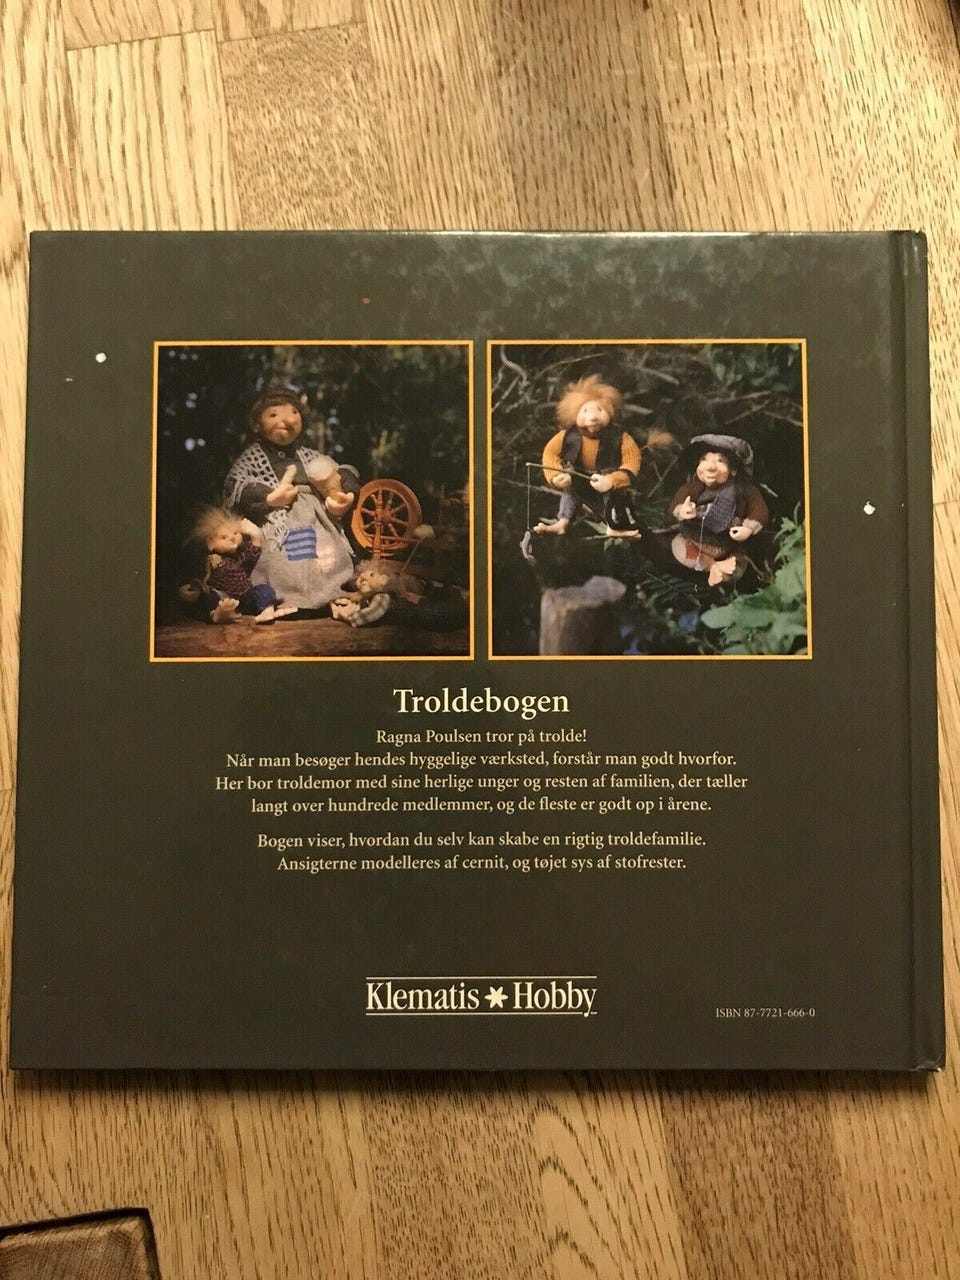 Troldebogen
Ragna Poulsen tror på trolde!
Når man besøger hendes hyggelige værksted, forstår man godt hvorfor.
Her bor troldemor med sine herlige unger og resten af familien, der tæller
langt over hundrede medlemmer, og de fleste er godt op i årene.
Bogen viser, hvordan du selv kan skabe en rigtig troldefamilie.
Ansigterne modelleres af cernit, og tøjet sys af stofrester.
Klematis * Hobby
ISBN 87-7721-666-0